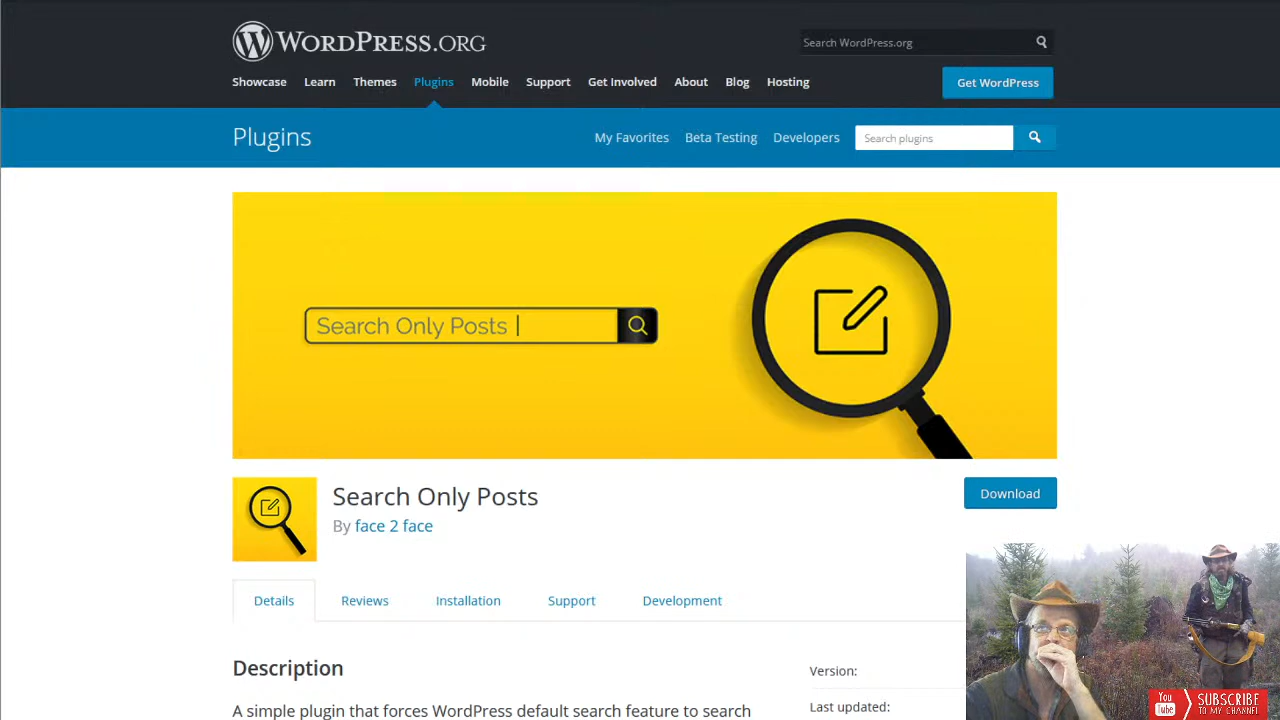 WORDPRESS.ORG
Search WordPress.org
Showcase Learn Themes Plugins Mobile Support Get Involved About Blog Hosting
Get WordPress
Plugins
My Favorites Beta Testing Developers
Search plugins
Search Only Posts
Search Only Posts
By face 2 face
Download
Details Reviews Installation Support Development
Description
A simple plugin that forces WordPress default search feature to search
Version:
Last updated:
You
Tube
SUBSCRIBE
TO MY CHANNEL